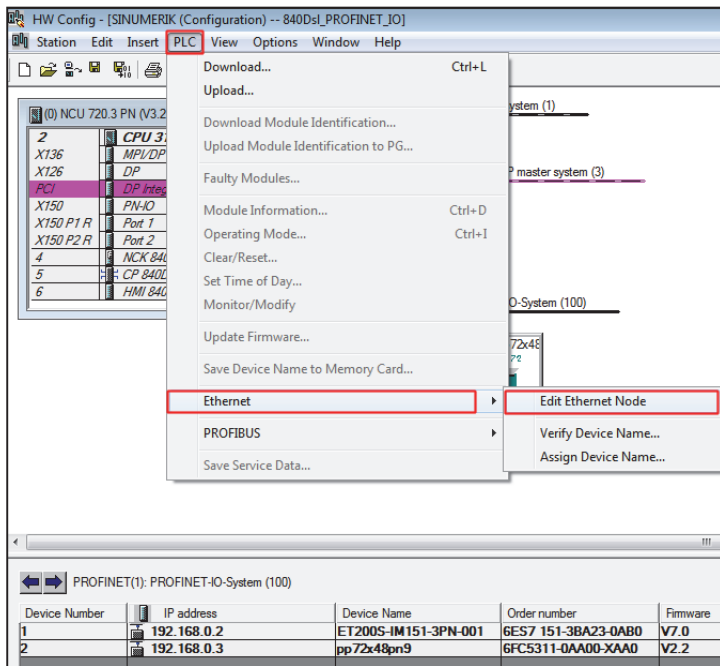 HW Config - [SINUMERIK (Configuration) -- 840Dsl_PROFINET_IO]
Station Edit Insert PLC View Options Window Help
Download... Ctrl+L
Upload...
Download Module Identification...
Upload Module Identification to PG...
Faulty Modules...
Module Information... Ctrl+D
Operating Mode... Ctrl+I
Clear/Reset...
Set Time of Day...
Monitor/Modify
Update Firmware...
Save Device Name to Memory Card...
Ethernet
PROFIBUS
Save Service Data...
Edit Ethernet Node
Verify Device Name...
Assign Device Name...
(0) NCU 720.3 PN (V3.2
2 CPU 31
X136 MPI/DP
X126 DP
PCI DP Integ
X150 PN-IO
X150 P1 R Port 1
X150 P2 R Port 2
4 NCK 840
5 CP 840D
6 HMI 840
ystem (1)
P master system (3)
O-System (100)
72x48
PROFINET(1): PROFINET-IO-System (100)
Device Number IP address Device Name Order number Firmware
1 192.168.0.2 ET200S-IM151-3PN-001 6ES7 151-3BA23-0AB0 V7.0
2 192.168.0.3 pp72x48pn9 6FC5311-0AA00-XAA0 V2.2